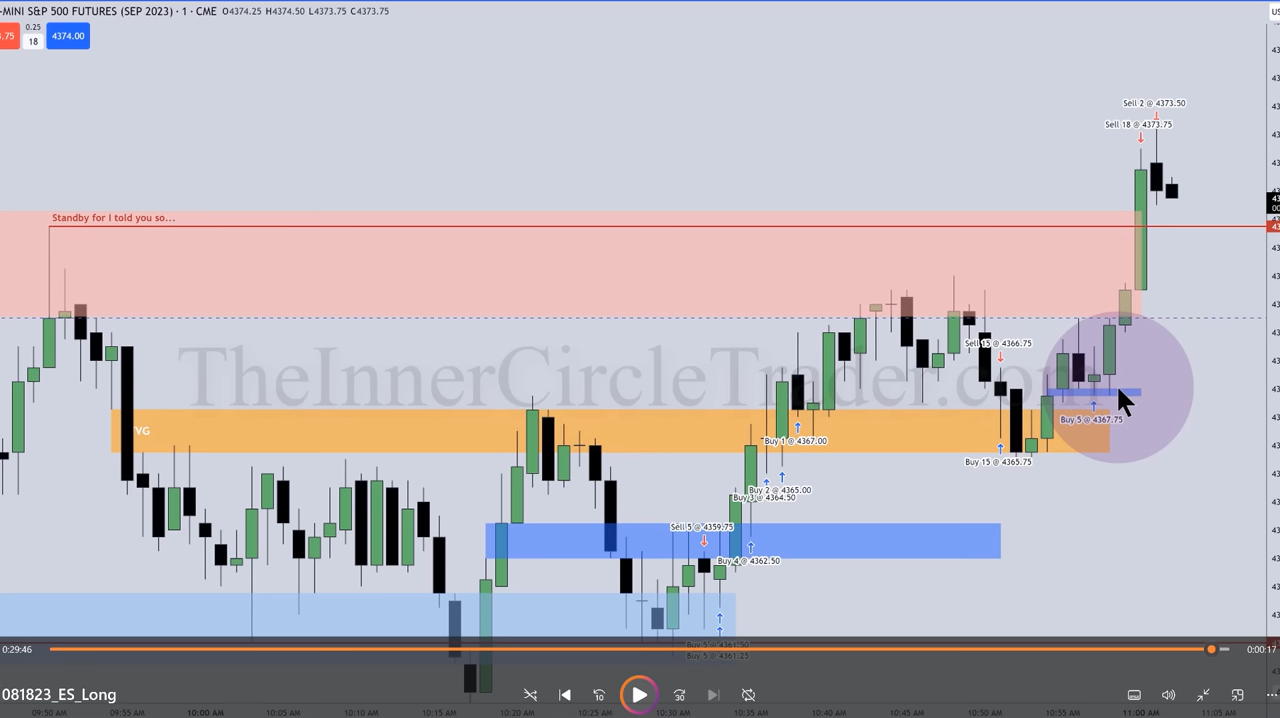 -MINI S&P 500 FUTURES (SEP 2023) · 1 · CME O4374.25 H4374.50 L4373.75 C4373.75
.75
0.25
18
4374.00
Sell 2 @ 4373.50
Sell 18 @ 4373.75
Standby for I told you so...
Sell 15 @ 4366.75
TheInnerCircleTrader.com
Buy 5 @ 4367.75
VG
Buy 1 @ 4367.00
Buy 15 @ 4365.75
Buy 2 @ 4365.00
Buy 3 @ 4364.50
Sell 5 @ 4359.75
Buy 4 @ 4362.50
Buy 5 @ 4361.25
0:29:46
0:00:17
081823_ES_Long
10
30
09:50 AM 09:55 AM 10:00 AM 10:05 AM 10:10 AM 10:15 AM 10:20 AM 10:25 AM 10:30 AM 10:35 AM 10:40 AM 10:45 AM 10:50 AM 10:55 AM 11:00 AM 11:05 AM